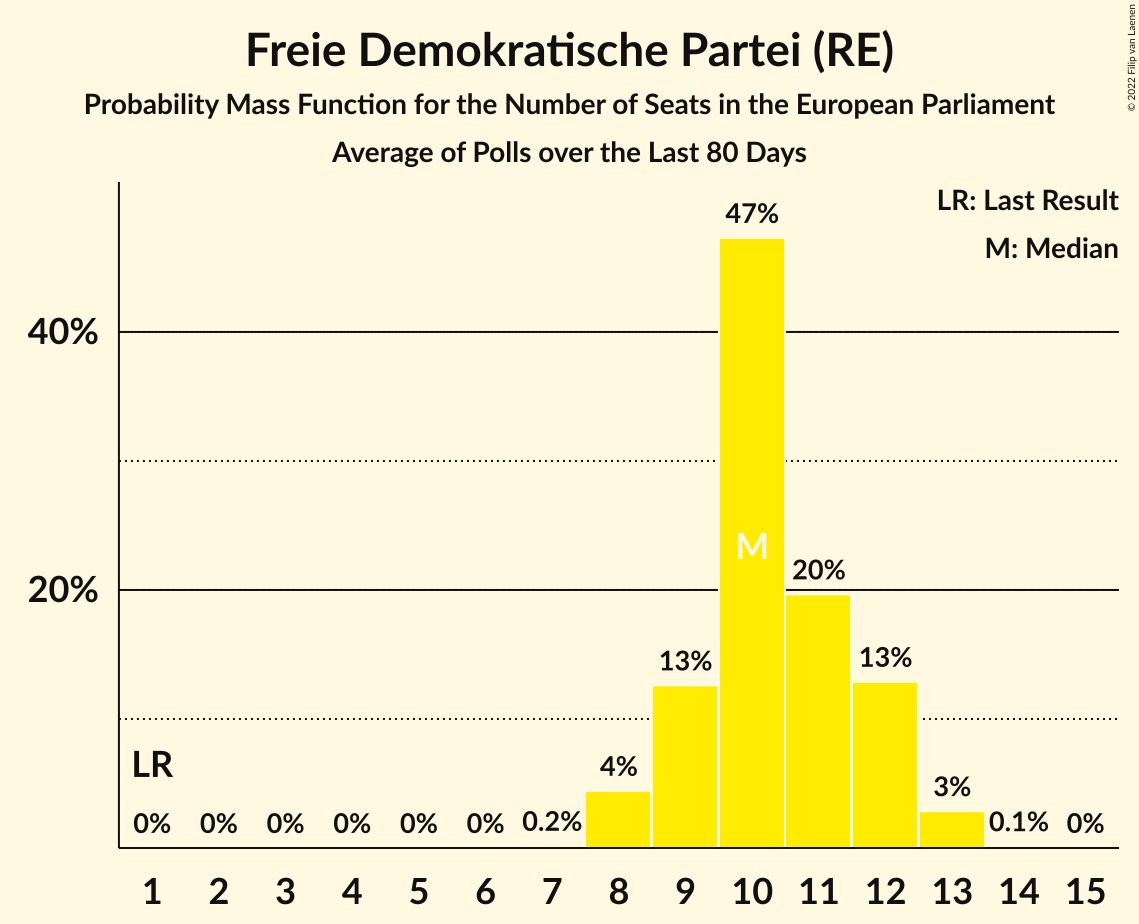 Freie Demokratische Partei (RE)
Probability Mass Function for the Number of Seats in the European Parliament
Average of Polls over the Last 80 Days
© 2022 Filip van Laenen
LR: Last Result
M: Median
47%
40%
M
20%
20%
13%
13%
LR
4%
3%
0% 0% 0% 0% 0% 0% 0.2% 0.1% 0%
1 2 3 4 5 6 7 8 9 10 11 12 13 14 15